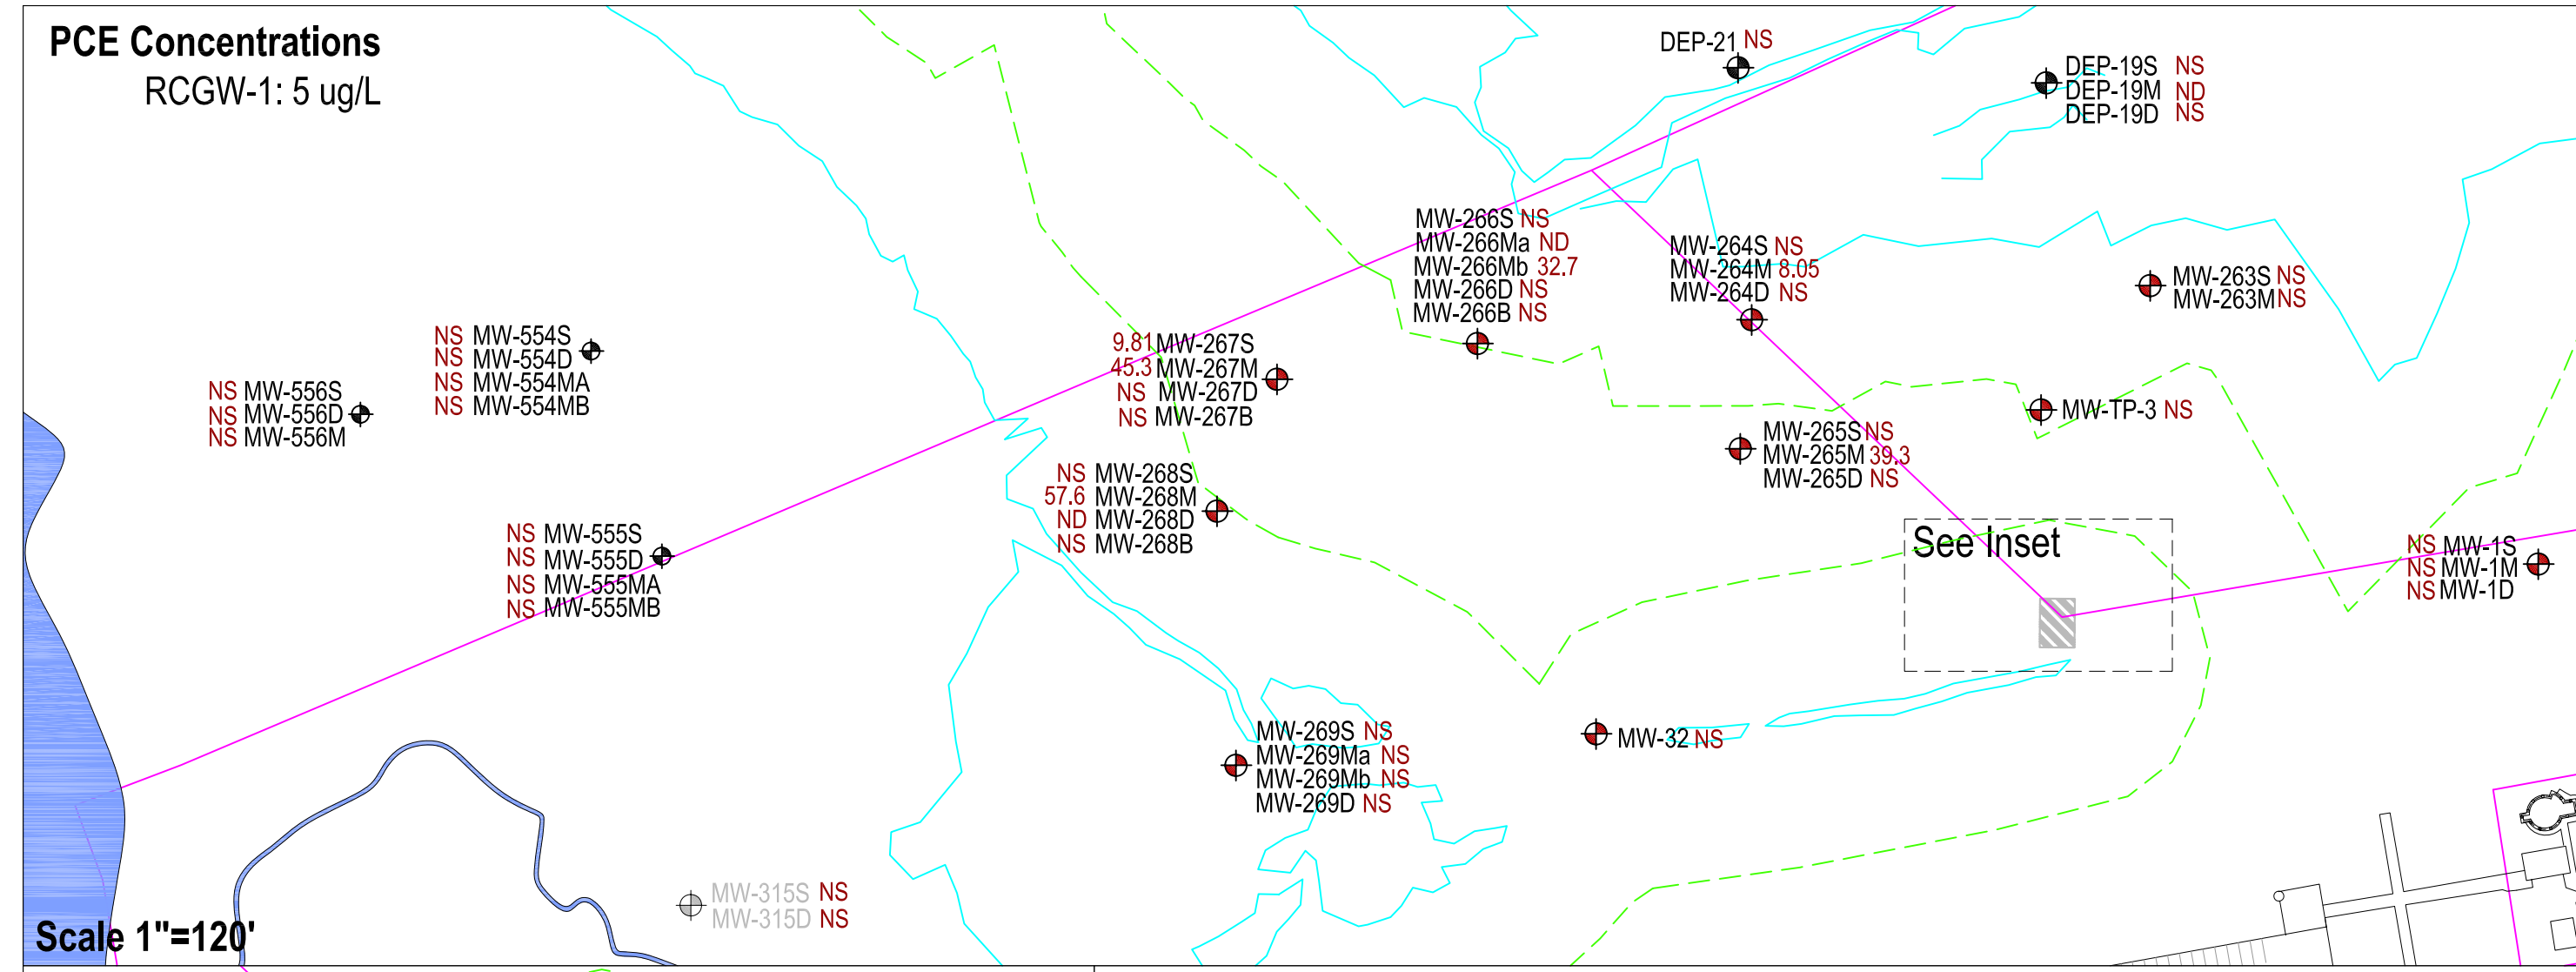 PCE Concentrations
RCGW-1: 5 ug/L
DEP-21 NS
DEP-19S NS
DEP-19M ND
DEP-19D NS
MW-266S NS
MW-266Ma ND
MW-266Mb 32.7
MW-266D NS
MW-266B NS
MW-264S NS
MW-264M 8.05
MW-264D NS
MW-263S NS
MW-263M NS
NS MW-554S
NS MW-554D
NS MW-554MA
NS MW-554MB
9.81 MW-267S
45.3 MW-267M
NS MW-267D
NS MW-267B
NS MW-556S
NS MW-556D
NS MW-556M
MW-TP-3 NS
MW-265S NS
MW-265M 39.3
MW-265D NS
NS MW-268S
57.6 MW-268M
ND MW-268D
NS MW-268B
NS MW-555S
NS MW-555D
NS MW-555MA
NS MW-555MB
See Inset
NS MW-1S
NS MW-1M
NS MW-1D
MW-269S NS
MW-269Ma NS
MW-269Mb NS
MW-269D NS
MW-32 NS
MW-315S NS
MW-315D NS
Scale 1"=120'